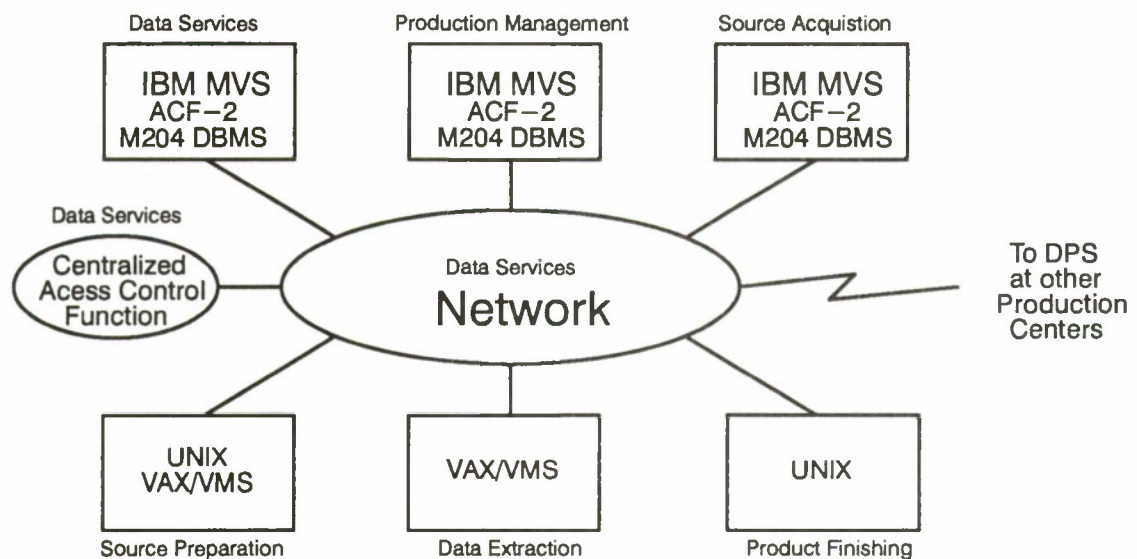 Data Services
IBM MVS
ACF-2
M204 DBMS
Production Management
IBM MVS
ACF-2
M204 DBMS
Source Acquistion
IBM MVS
ACF-2
M204 DBMS
Data Services
Centralized
Acess Control
Function
Data Services
Network
To DPS
at other
Production
Centers
UNIX
VAX/VMS
Source Preparation
VAX/VMS
Data Extraction
UNIX
Product Finishing